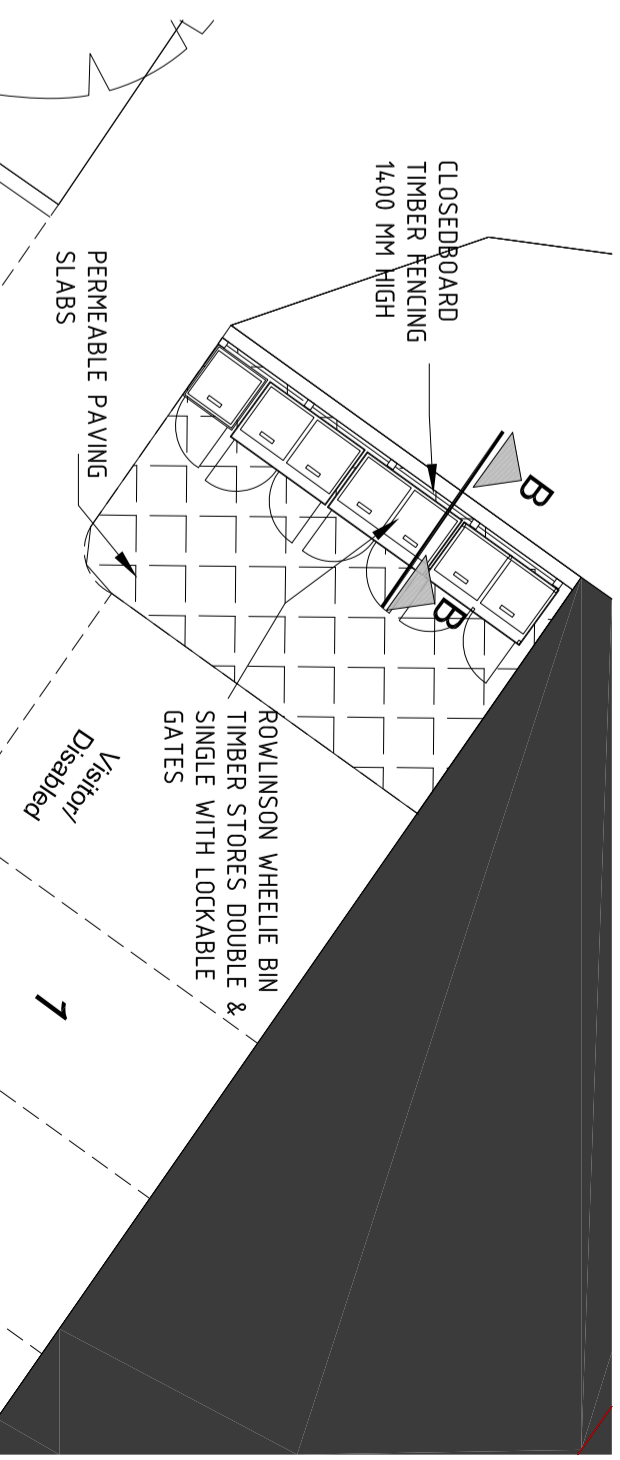 CLOSEDBOARD
TIMBER FENCING
1400 MM HIGH
PERMEABLE PAVING
SLABS
B
B
ROWLINSON WHEELIE BIN
TIMBER STORES DOUBLE &
SINGLE WITH LOCKABLE
GATES
Visitor/
Disabled
1